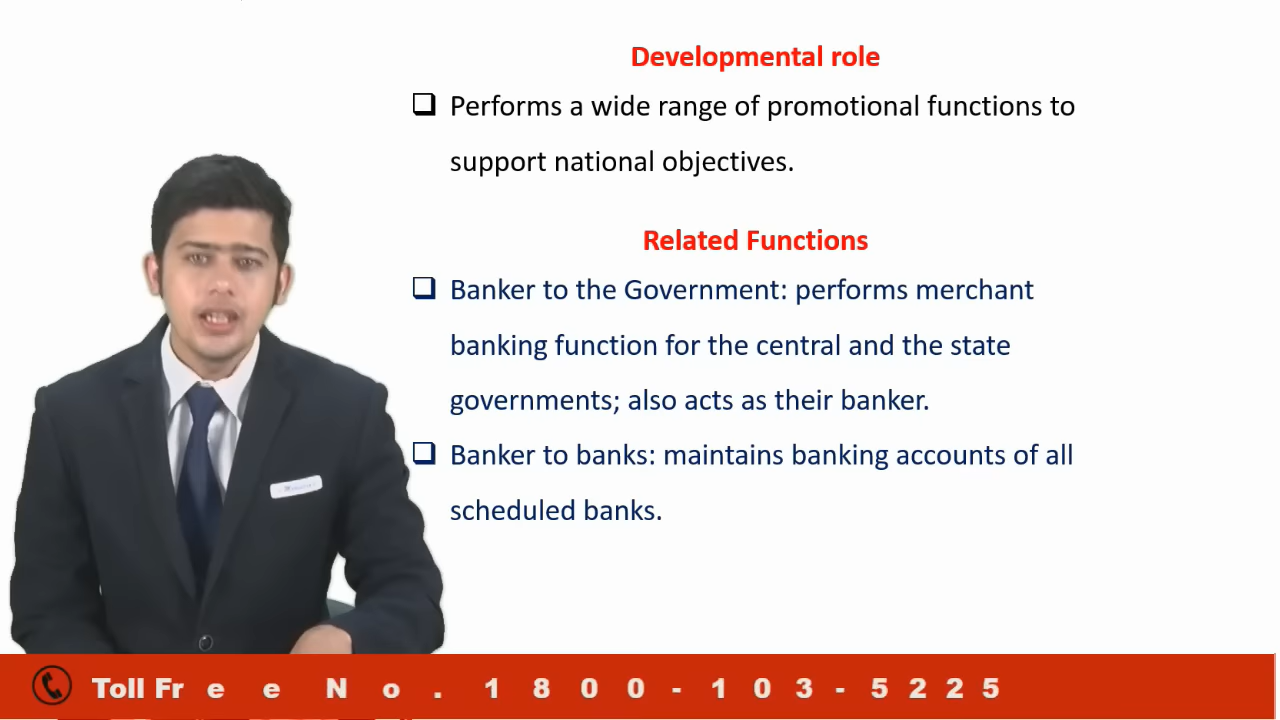 Developmental role
❑ Performs a wide range of promotional functions to
support national objectives.
Related Functions
❑ Banker to the Government: performs merchant
banking function for the central and the state
governments; also acts as their banker.
❑ Banker to banks: maintains banking accounts of all
scheduled banks.
Toll Free No. 1800-103-5225